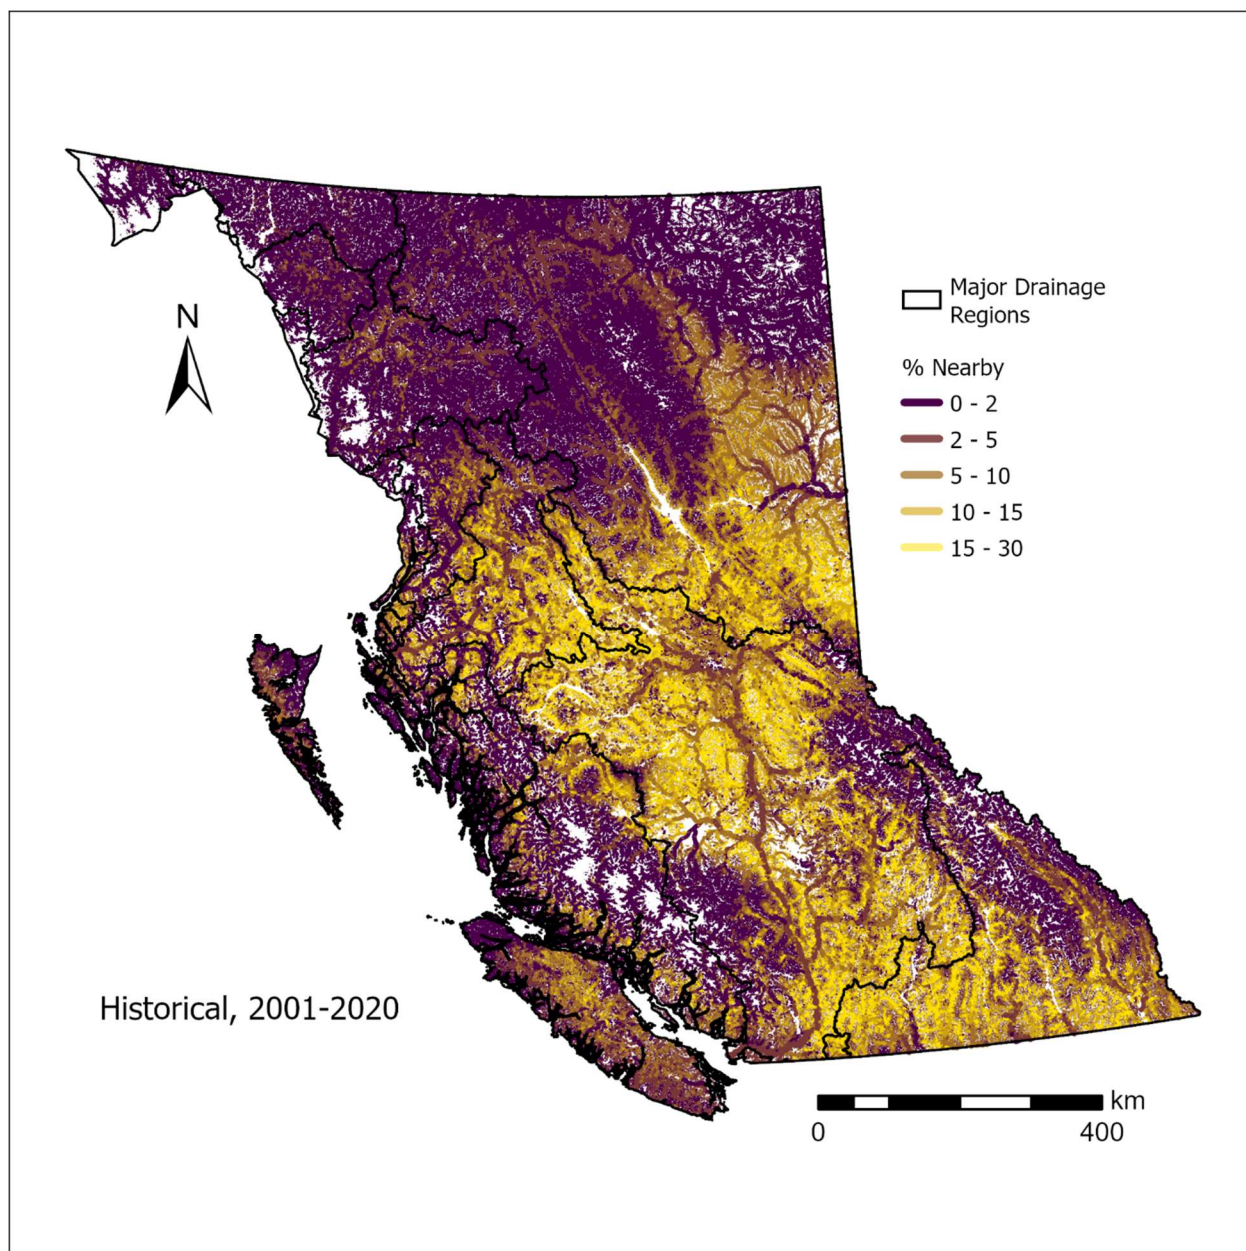 N
Major Drainage
Regions
% Nearby
0 - 2
2 - 5
5 - 10
10 - 15
15 - 30
Historical, 2001-2020
km
0 400